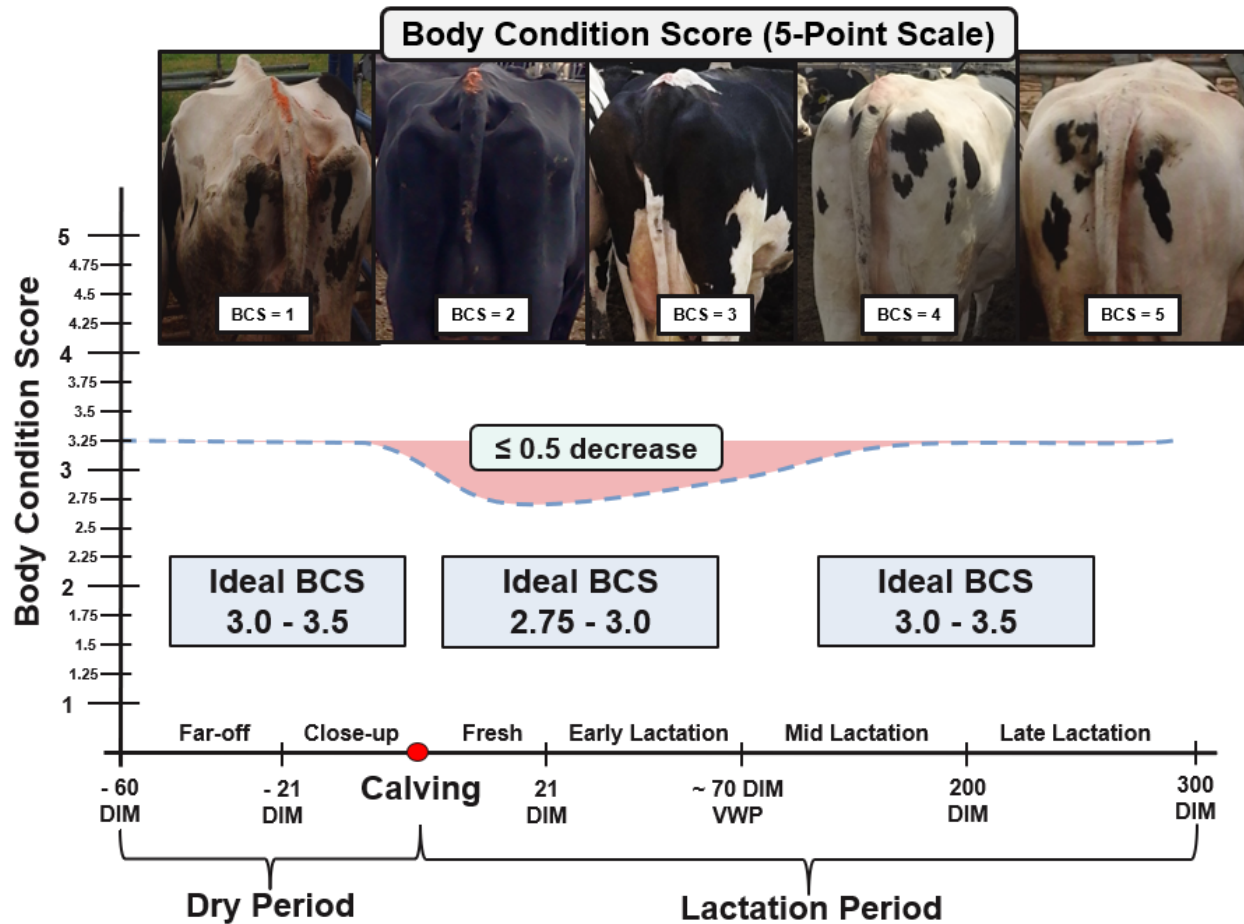 Body Condition Score (5-Point Scale)
BCS = 1
BCS = 2
BCS = 3
BCS = 4
BCS = 5
Body Condition Score
5
4.75
4.5
4.25
4
3.75
3.5
3.25
3
2.75
2.5
2.25
2
1.75
1.5
1.25
1
≤ 0.5 decrease
Ideal BCS
3.0 - 3.5
Ideal BCS
2.75 - 3.0
Ideal BCS
3.0 - 3.5
Far-off
Close-up
Fresh
Early Lactation
Mid Lactation
Late Lactation
- 60
DIM
- 21
DIM
Calving
21
DIM
~ 70 DIM
VWP
200
DIM
300
DIM
Dry Period
Lactation Period